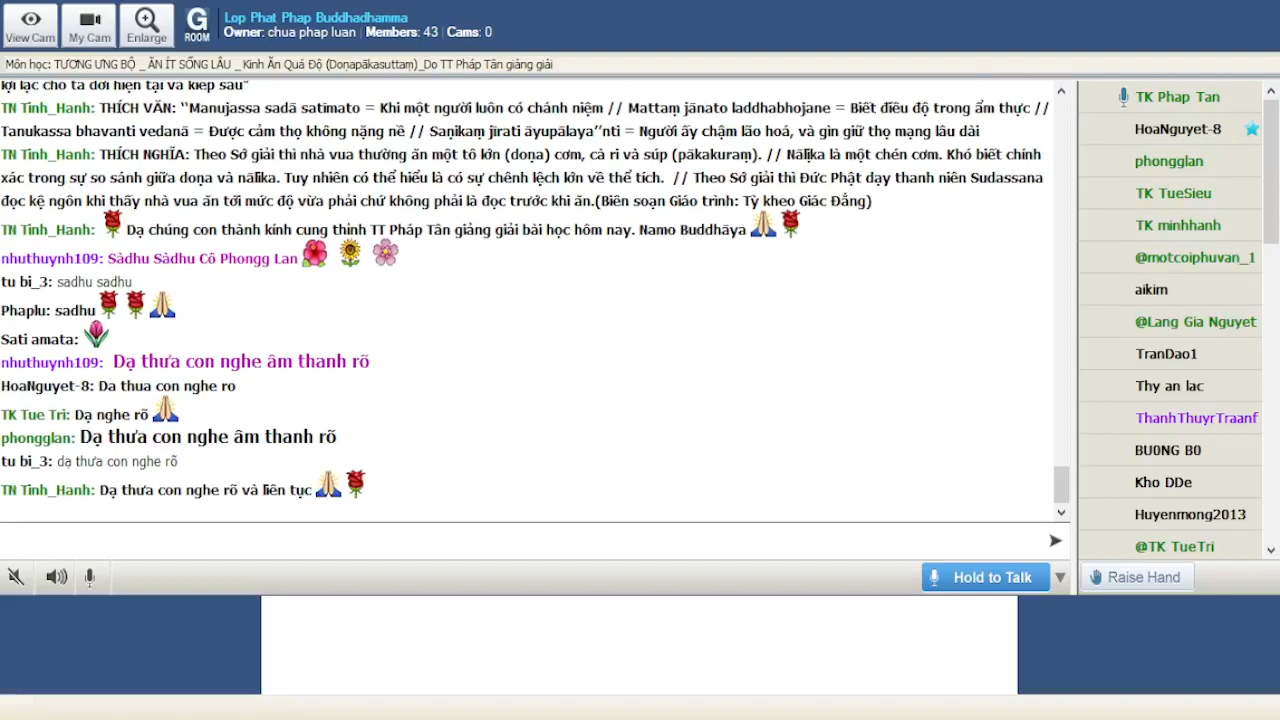 View Cam
My Cam
Enlarge
G
ROOM
Lop Phat Phap Buddhadhamma
Owner: chua phap luan | Members: 43 | Cams: 0
Môn học: TƯƠNG ƯNG BỘ _ ĂN ÍT SỐNG LÂU _ Kinh Ăn Quá Độ (Doṇapākasuttaṃ)_Do TT Pháp Tân giảng giải
lợi lạc cho ta đời hiện tại và kiếp sau"
TN Tinh_Hanh: THÍCH VĂN: ‘‘Manujassa sadā satīmato = Khi một người luôn có chánh niệm // Mattaṃ jānato laddhabhojane = Biết điều độ trong ẩm thực //
Tanukassa bhavanti vedanā = Được cảm thọ không nặng nề // Saṇikaṃ jīrati āyupālaya’’nti = Người ấy chậm lão hoá, và gìn giữ thọ mạng lâu dài
TN Tinh_Hanh: THÍCH NGHĨA: Theo Sớ giải thì nhà vua thường ăn một tô lớn (doṇa) cơm, cà ri và súp (pākakuraṃ). // Nāḷika là một chén cơm. Khó biết chính
xác trong sự so sánh giữa doṇa và nāḷika. Tuy nhiên có thể hiểu là có sự chênh lệch lớn về thể tích. // Theo Sớ giải thì Đức Phật dạy thanh niên Sudassana
đọc kệ ngôn khi thấy nhà vua ăn tới mức độ vừa phải chứ không phải là đọc trước khi ăn.(Biên soạn Giáo trình: Tỳ kheo Giác Đẳng)
TN Tinh_Hanh: Dạ chúng con thành kính cung thỉnh TT Pháp Tân giảng giải bài học hôm nay. Namo Buddhāya
nhuthuynh109: Sàdhu Sàdhu Cô Phongg Lan
tu bi_3: sadhu sadhu
Phaplu: sadhu
Sati amata:
nhuthuynh109: Dạ thưa con nghe âm thanh rõ
HoaNguyet-8: Da thua con nghe ro
TK Tue Tri: Dạ nghe rõ
phongglan: Dạ thưa con nghe âm thanh rõ
tu bi_3: dạ thưa con nghe rõ
TN Tinh_Hanh: Dạ thưa con nghe rõ và liên tục
Hold to Talk
TK Phap Tan
HoaNguyet-8
phongglan
TK TueSieu
TK minhhanh
@motcoiphuvan_1
aikim
@Lang Gia Nguyet
TranDao1
Thy an lac
ThanhThuyrTraanf
BU0NG B0
Kho DDe
Huyenmong2013
@TK TueTri
Raise Hand